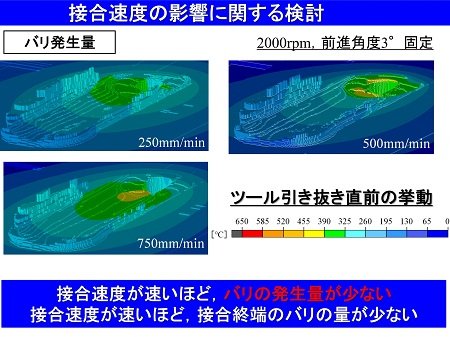 接合速度の影響に関する検討
バリ発生量
2000rpm, 前進角度3°固定
250mm/min
500mm/min
750mm/min
ツール引き抜き直前の挙動
[℃]
650 585 520 455 390 325 260 195 130 65 0
接合速度が速いほど，バリの発生量が少ない
接合速度が速いほど，接合終端のバリの量が少ない